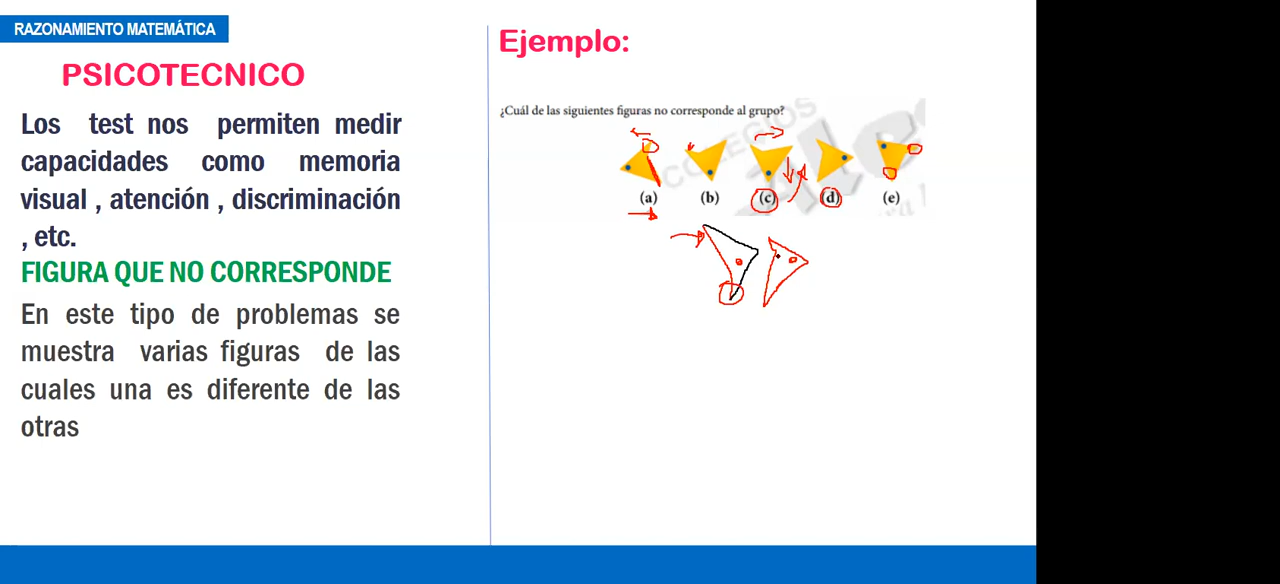 RAZONAMIENTO MATEMÁTICA
PSICOTECNICO
Los test nos permiten medir
capacidades como memoria
visual , atención , discriminación
, etc.
FIGURA QUE NO CORRESPONDE
En este tipo de problemas se
muestra varias figuras de las
cuales una es diferente de las
otras
Ejemplo:
¿Cuál de las siguientes figuras no corresponde al grupo?
(a) (b) (c) (d) (e)
COLEGIOS